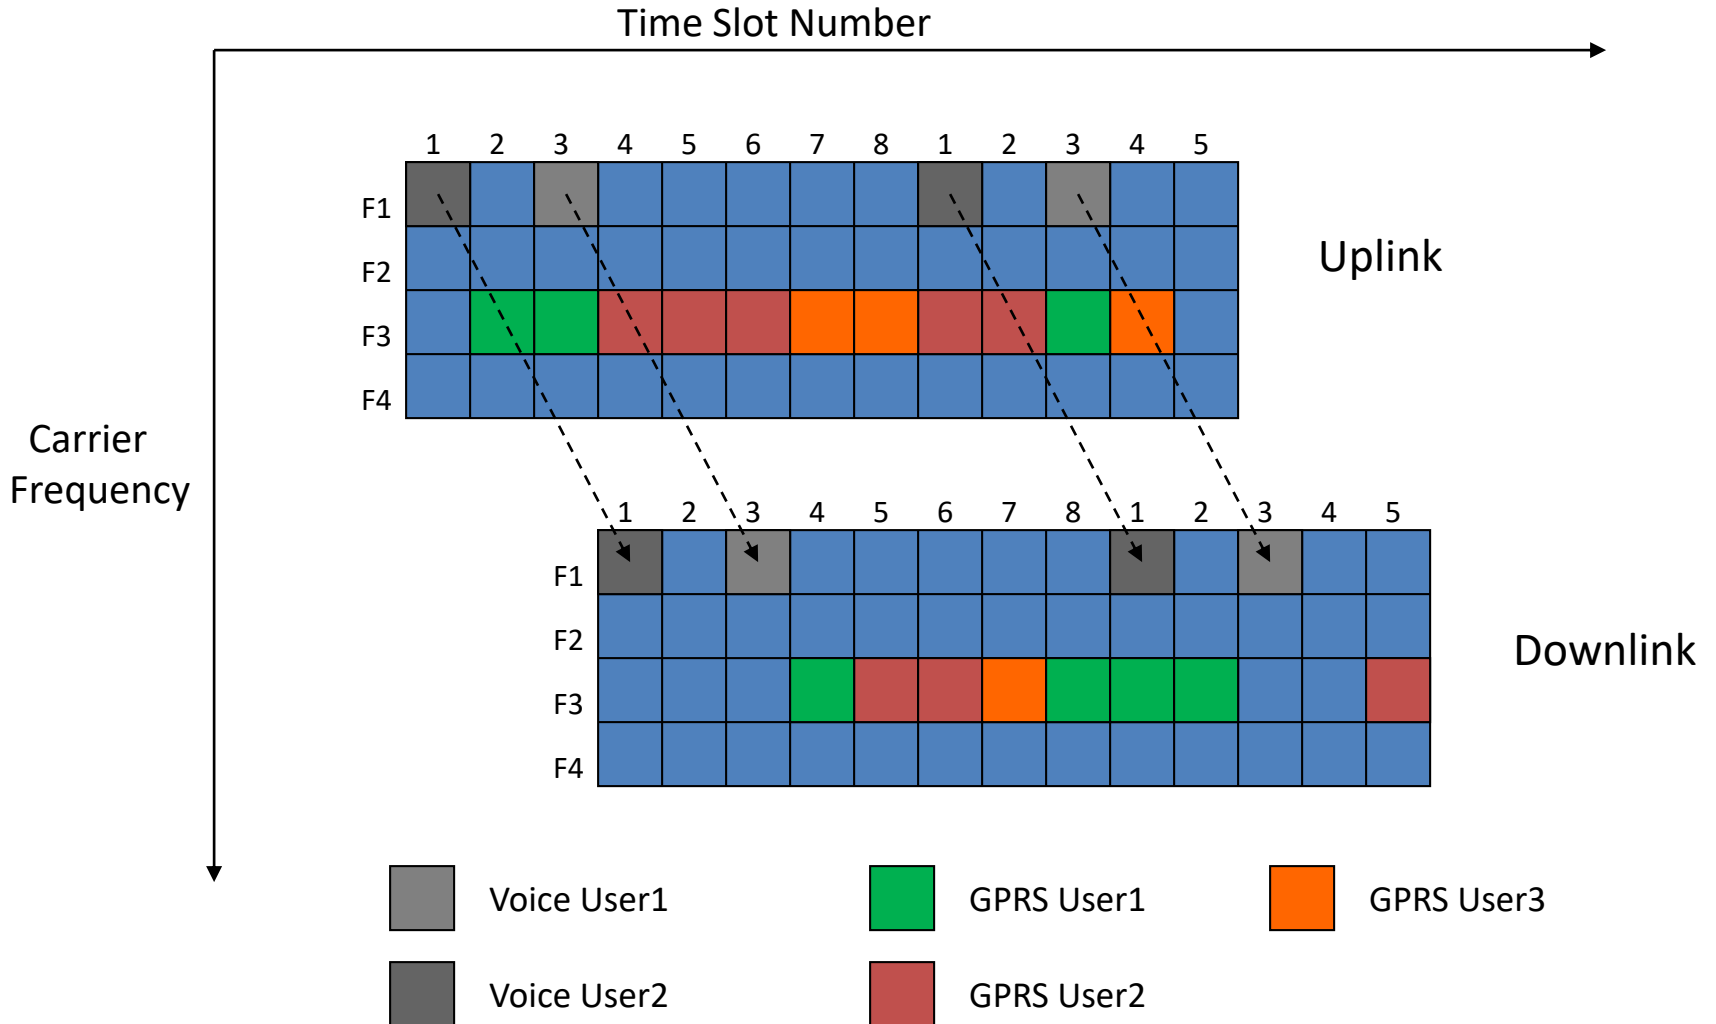 Time Slot Number
1 2 3 4 5 6 7 8 1 2 3 4 5
F1
F2
F3
F4
Uplink
Carrier
Frequency
1 2 3 4 5 6 7 8 1 2 3 4 5
F1
F2
F3
F4
Downlink
Voice User1
GPRS User1
GPRS User3
Voice User2
GPRS User2